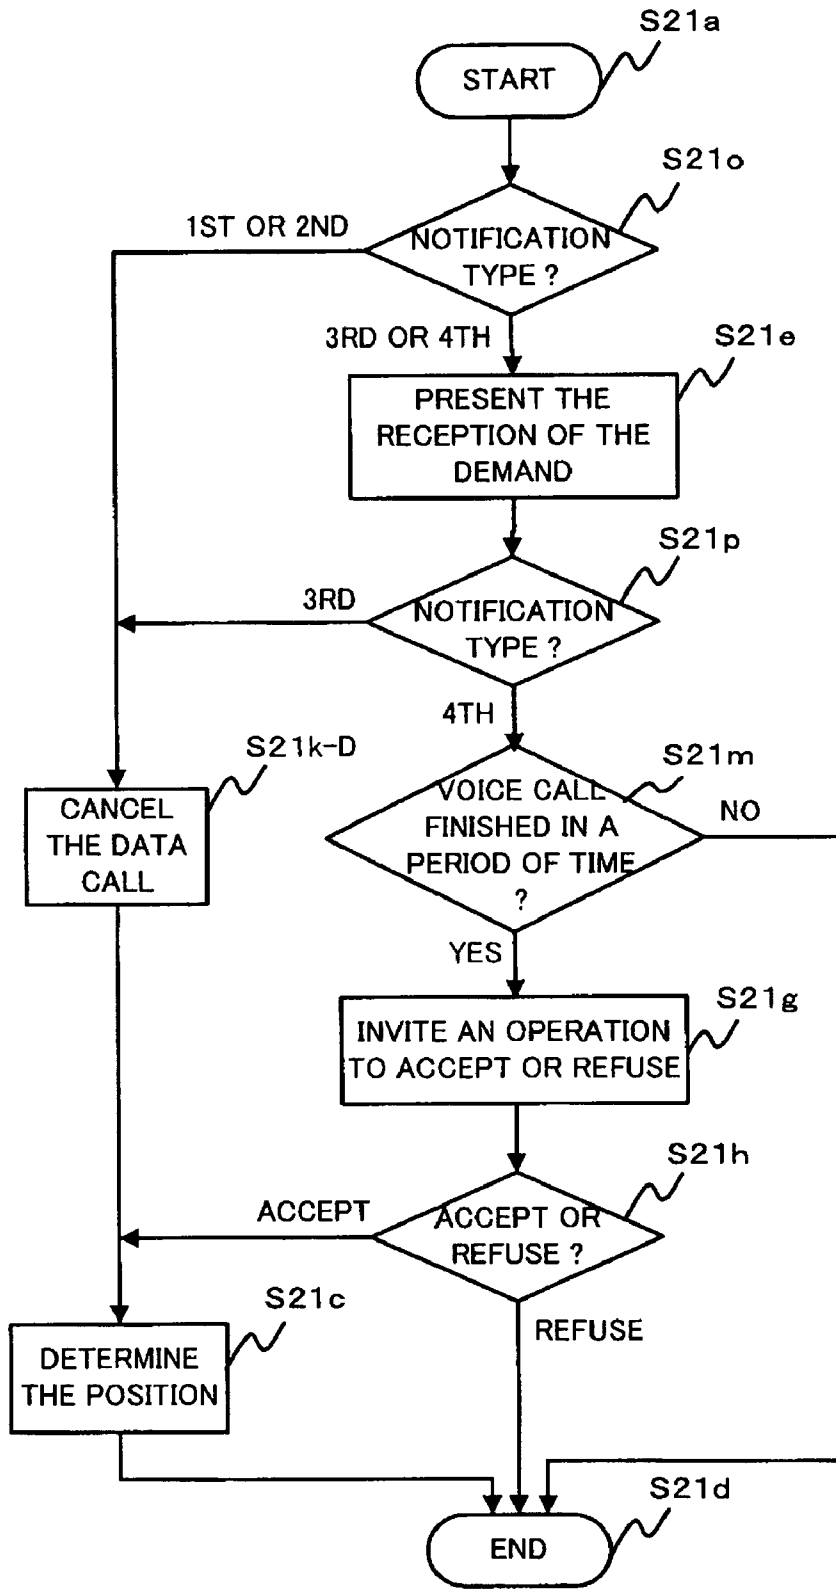 S21a
START
S21o
1ST OR 2ND
NOTIFICATION
TYPE ?
3RD OR 4TH
S21e
PRESENT THE
RECEPTION OF THE
DEMAND
S21p
3RD
NOTIFICATION
TYPE ?
4TH
S21k-D
S21m
CANCEL
THE DATA
CALL
VOICE CALL
FINISHED IN A
PERIOD OF TIME
?
NO
YES
S21g
INVITE AN OPERATION
TO ACCEPT OR REFUSE
S21h
ACCEPT
ACCEPT OR
REFUSE ?
S21c
REFUSE
DETERMINE
THE POSITION
S21d
END